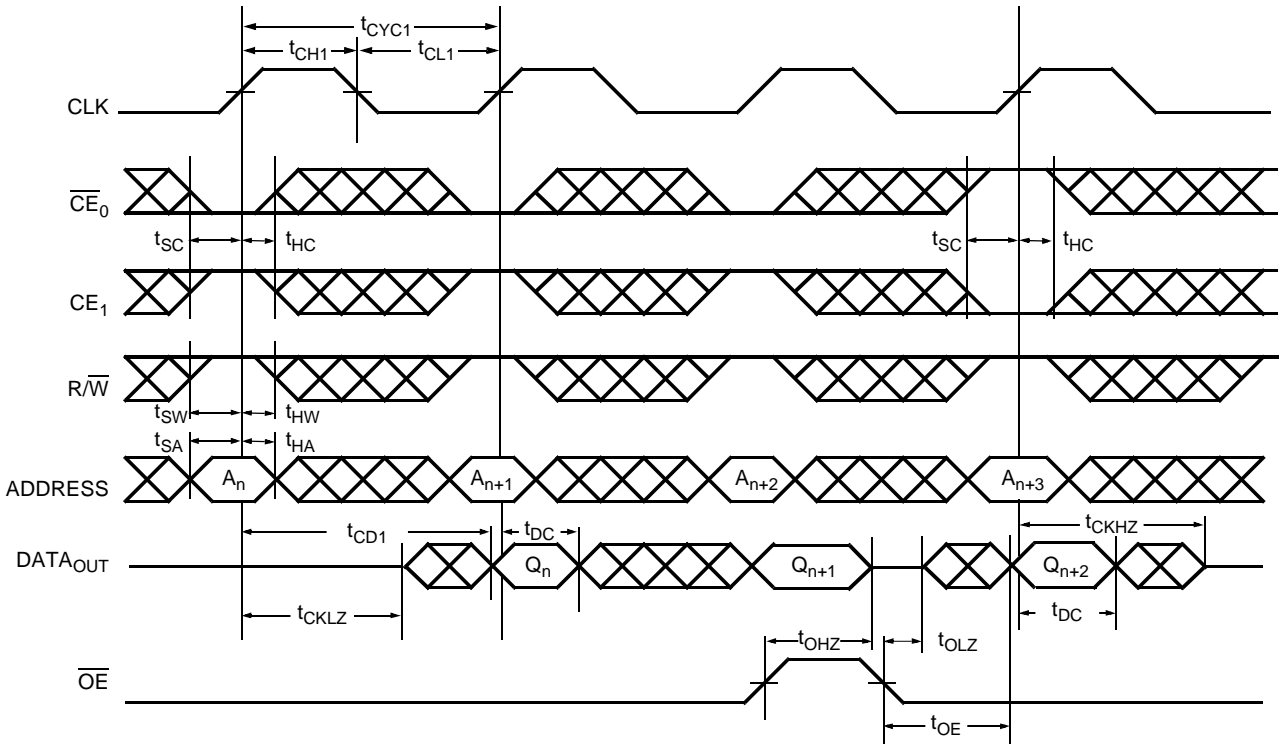 tCYC1
tCH1 tCL1
CLK
CE0
tSC tHC tSC tHC
CE1
R/W
tSW tHW
tSA tHA
ADDRESS An An+1 An+2 An+3
tCD1 tDC tCKHZ
DATAOUT Qn Qn+1 Qn+2
tCKLZ tDC
tOHZ tOLZ
OE
tOE